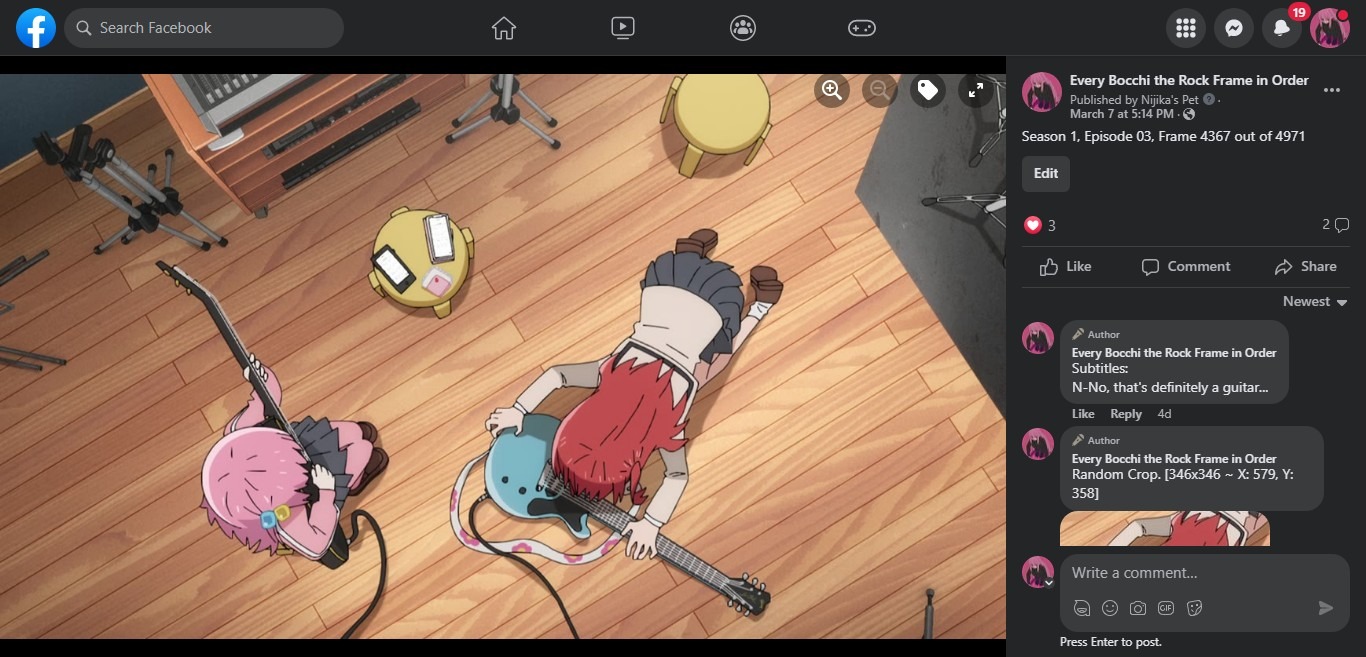 Search Facebook
19
Every Bocchi the Rock Frame in Order
Published by Nijika's Pet ·
March 7 at 5:14 PM ·
Season 1, Episode 03, Frame 4367 out of 4971
Edit
3
2
Like
Comment
Share
Newest
Author
Every Bocchi the Rock Frame in Order
Subtitles:
N-No, that's definitely a guitar...
Like
Reply
4d
Author
Every Bocchi the Rock Frame in Order
Random Crop. [346x346 ~ X: 579, Y:
358]
Write a comment...
GIF
Press Enter to post.